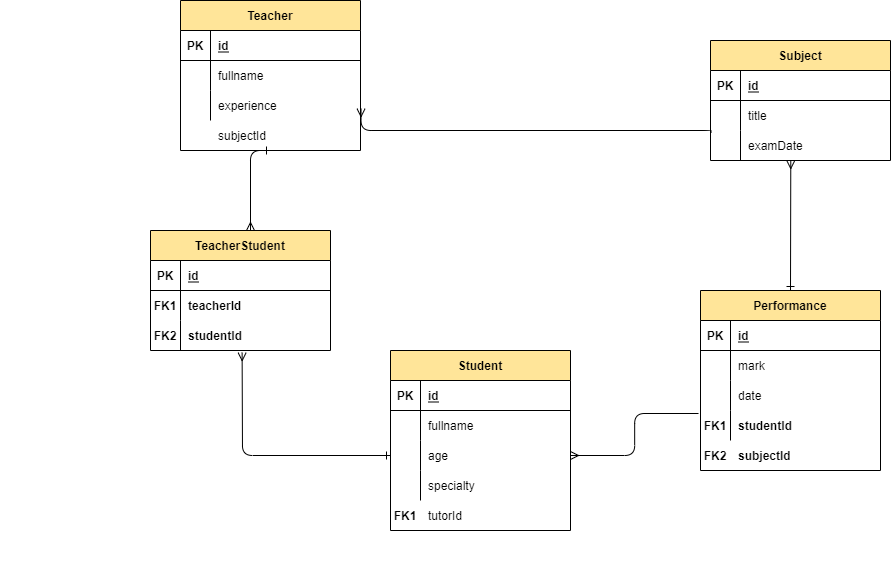 Teacher
PK id
fullname
experience
subjectId
Subject
PK id
title
examDate
TeacherStudent
PK id
FK1 teacherId
FK2 studentId
Performance
PK id
mark
date
FK1 studentId
FK2 subjectId
Student
PK id
fullname
age
specialty
FK1 tutorId